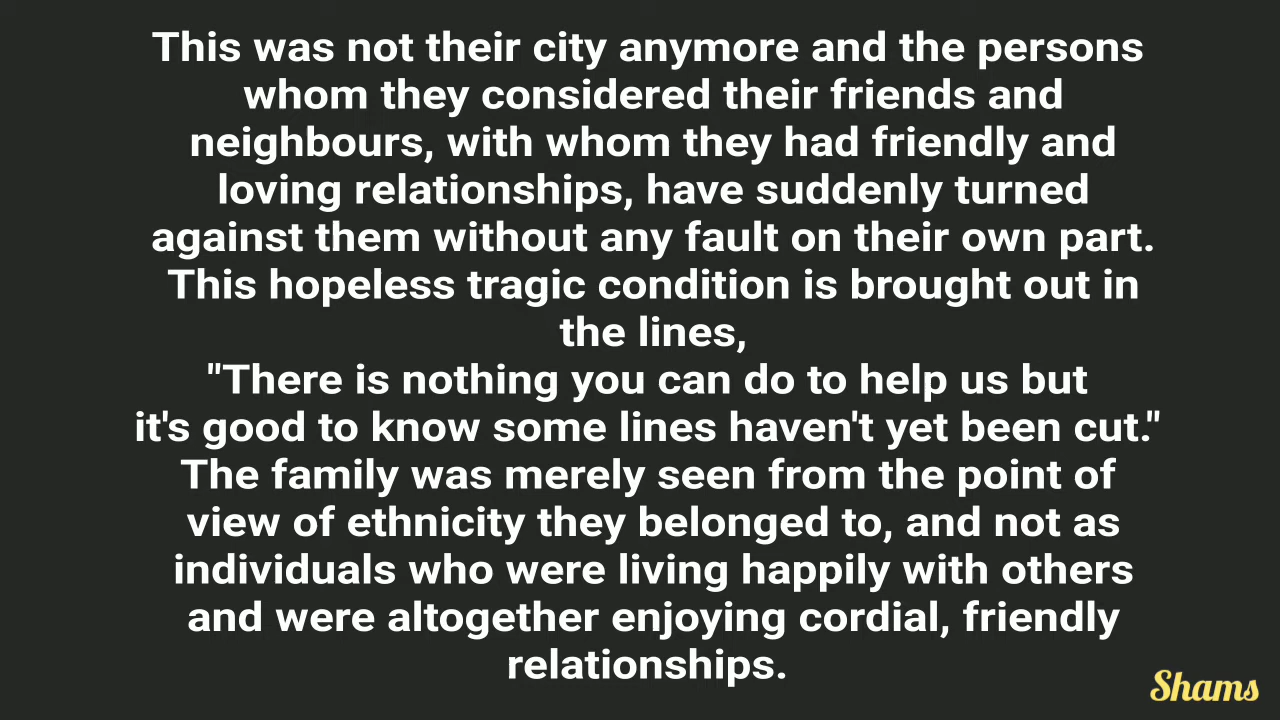 This was not their city anymore and the persons
whom they considered their friends and
neighbours, with whom they had friendly and
loving relationships, have suddenly turned
against them without any fault on their own part.
This hopeless tragic condition is brought out in
the lines,
"There is nothing you can do to help us but
it's good to know some lines haven't yet been cut."
The family was merely seen from the point of
view of ethnicity they belonged to, and not as
individuals who were living happily with others
and were altogether enjoying cordial, friendly
relationships.
Shams